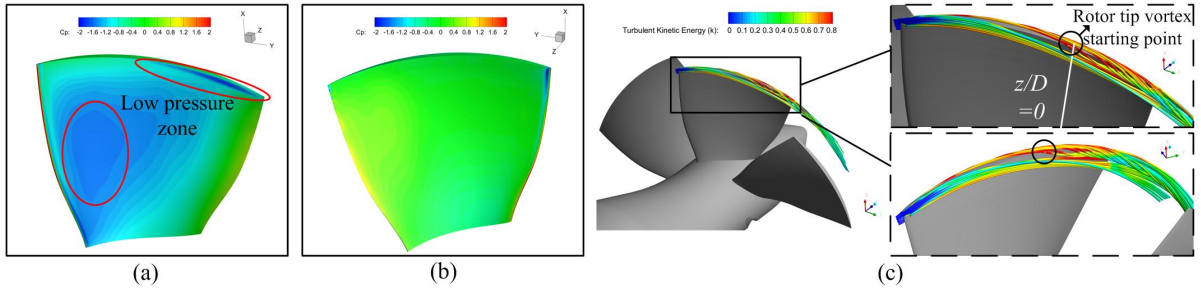 (a)
Cp: -2 -1.6 -1.2 -0.8 -0.4 0 0.4 0.8 1.2 1.6 2
X
Y
Z
Low pressure
zone
(b)
Cp: -2 -1.6 -1.2 -0.8 -0.4 0 0.4 0.8 1.2 1.6 2
X
Y
Z
Turbulent Kinetic Energy (k): 0 0.1 0.2 0.3 0.4 0.5 0.6 0.7 0.8
Rotor tip vortex
starting point
z/D
=0
(c)